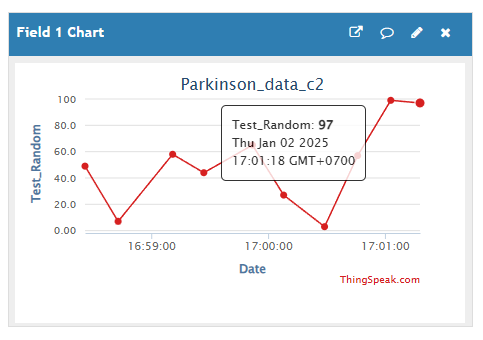 Field 1 Chart
Parkinson_data_c2
Test_Random
100
80.0
60.0
40.0
20.0
0.00
Test_Random: 97
Thu Jan 02 2025
17:01:18 GMT+0700
16:59:00
17:00:00
17:01:00
Date
ThingSpeak.com